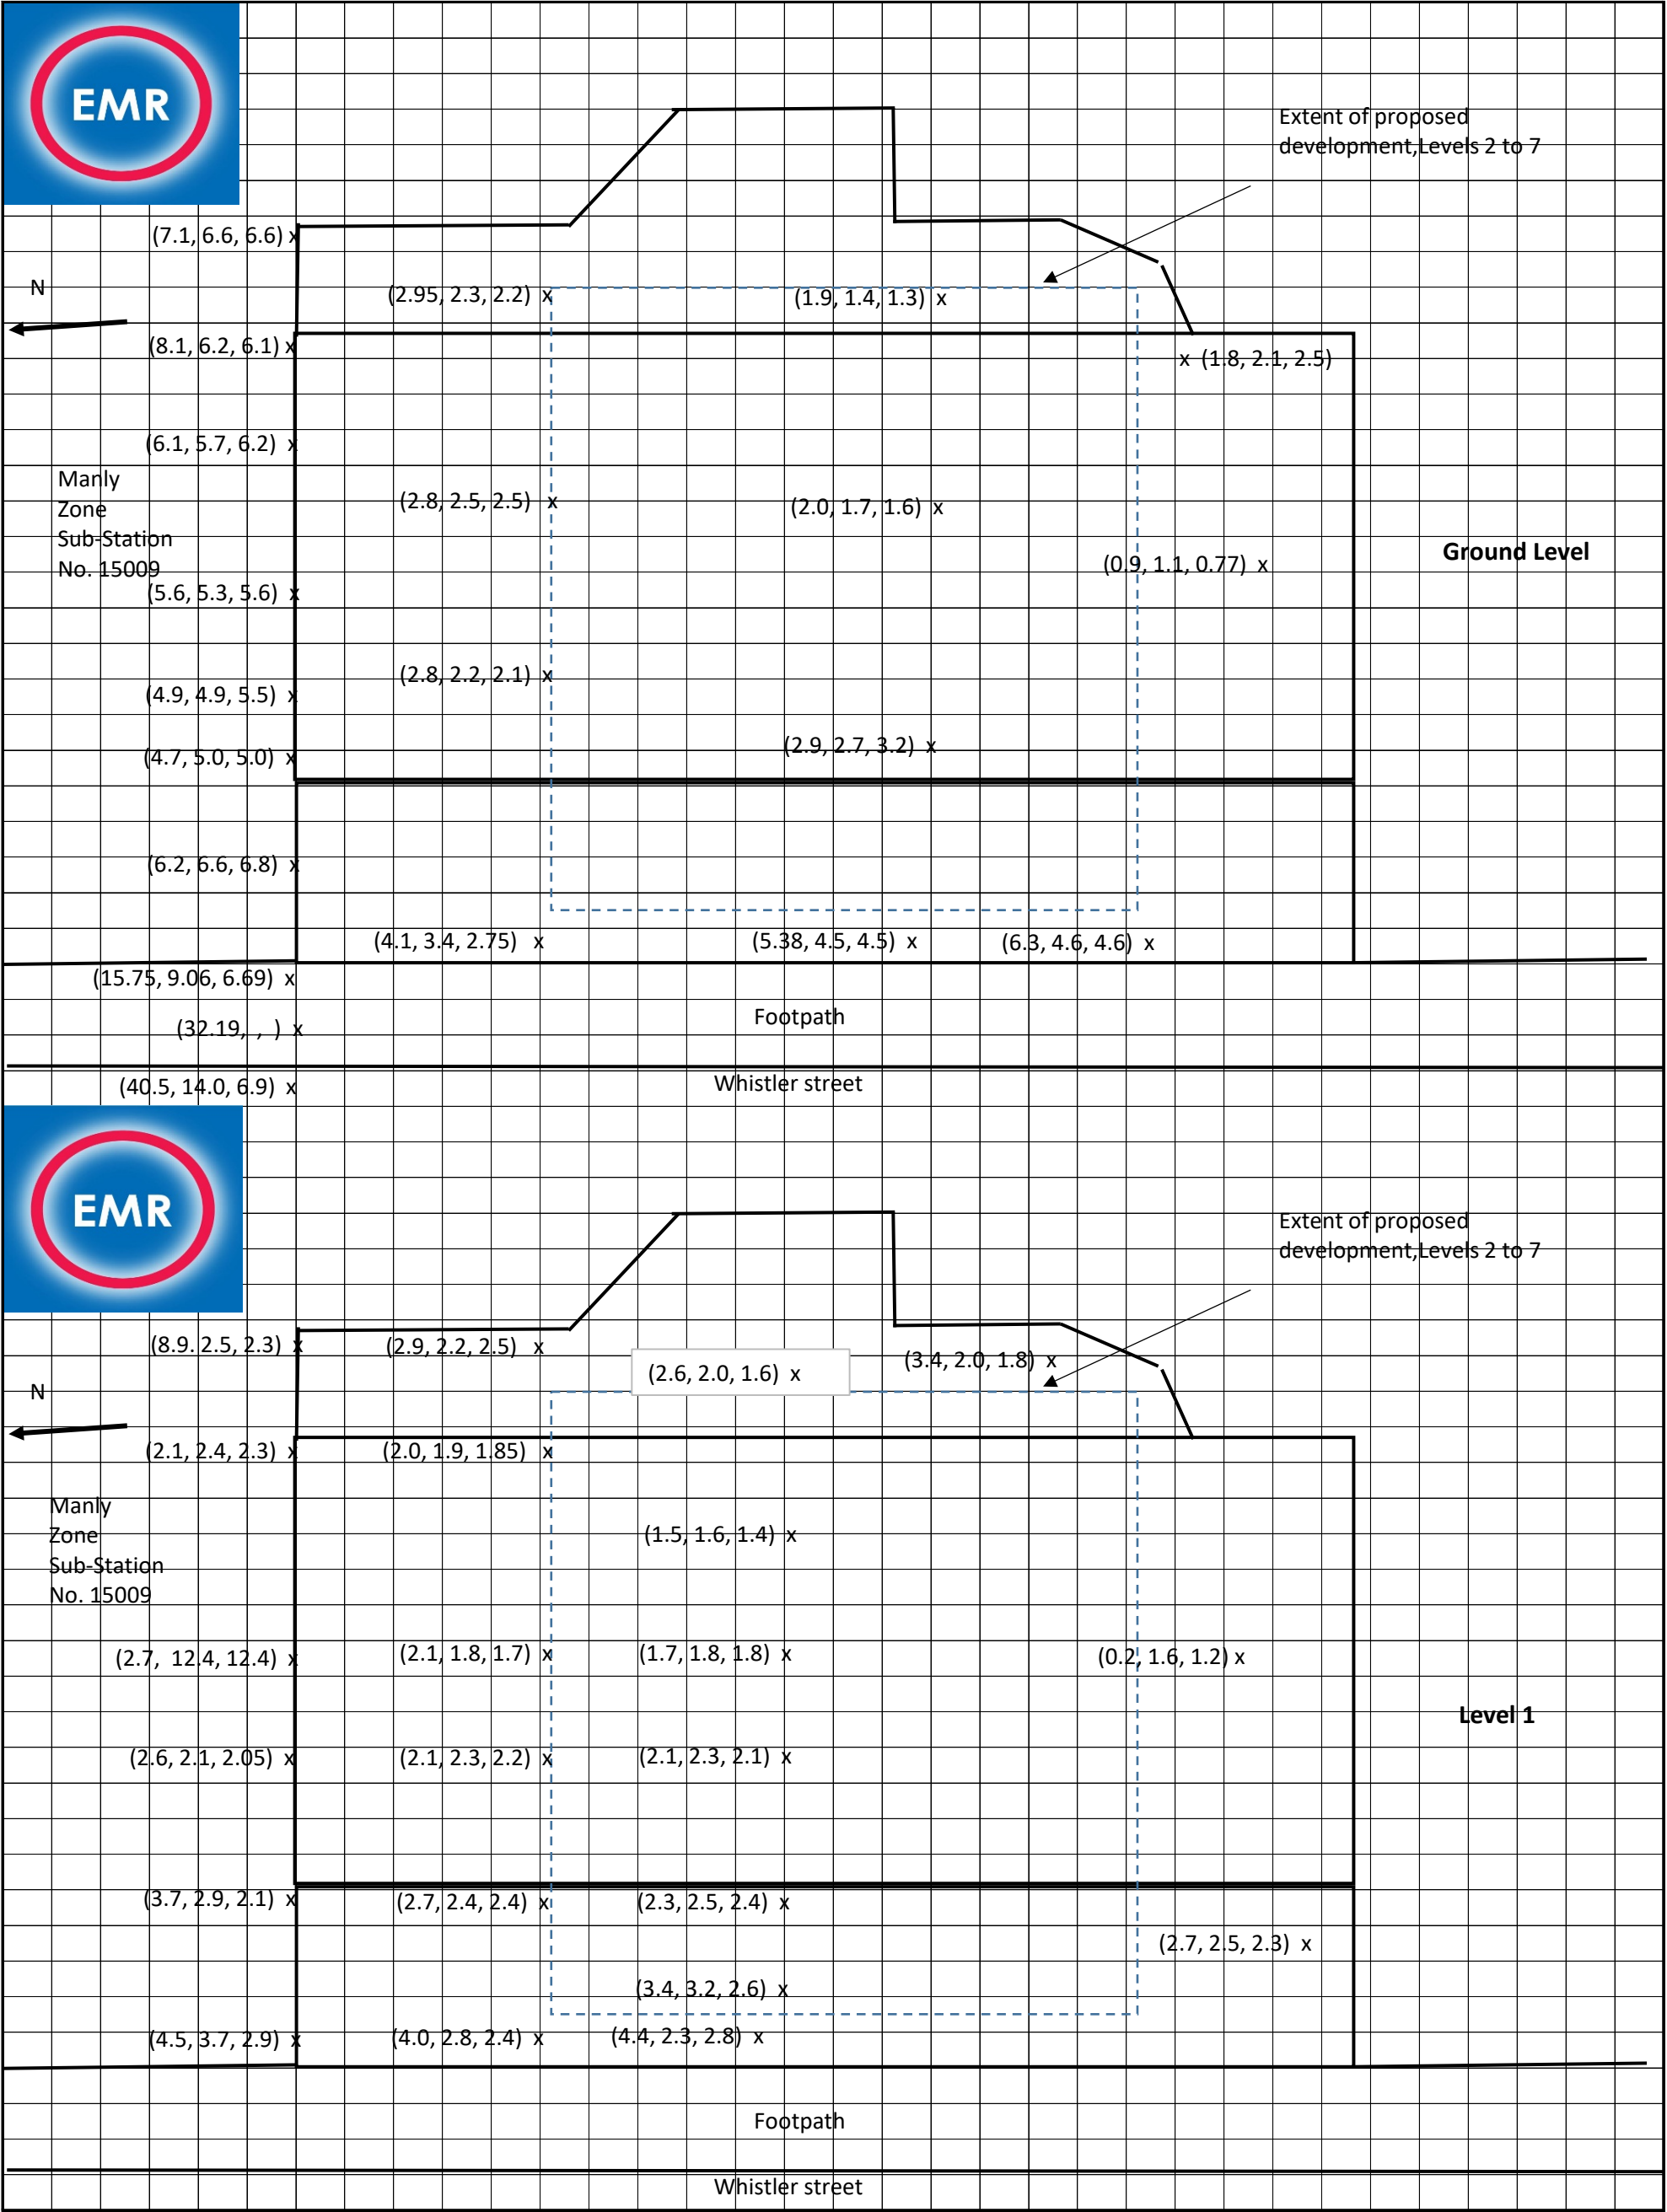 EMR
Extent of proposed
development,Levels 2 to 7
(7.1, 6.6, 6.6) x
N
(2.95, 2.3, 2.2) x
(1.9, 1.4, 1.3) x
(8.1, 6.2, 6.1) x
x (1.8, 2.1, 2.5)
(6.1, 5.7, 6.2) x
Manly
Zone
Sub-Station
No. 15009
(2.8, 2.5, 2.5) x
(2.0, 1.7, 1.6) x
(0.9, 1.1, 0.77) x
Ground Level
(5.6, 5.3, 5.6) x
(2.8, 2.2, 2.1) x
(4.9, 4.9, 5.5) x
(2.9, 2.7, 3.2) x
(4.7, 5.0, 5.0) x
(6.2, 6.6, 6.8) x
(4.1, 3.4, 2.75) x
(5.38, 4.5, 4.5) x
(6.3, 4.6, 4.6) x
(15.75, 9.06, 6.69) x
Footpath
(32.19, , ) x
Whistler street
(40.5, 14.0, 6.9) x
EMR
Extent of proposed
development,Levels 2 to 7
(8.9. 2.5, 2.3) x
(2.9, 2.2, 2.5) x
(2.6, 2.0, 1.6) x
(3.4, 2.0, 1.8) x
N
(2.1, 2.4, 2.3) x
(2.0, 1.9, 1.85) x
Manly
Zone
Sub-Station
No. 15009
(1.5, 1.6, 1.4) x
(2.7, 12.4, 12.4) x
(2.1, 1.8, 1.7) x
(1.7, 1.8, 1.8) x
(0.2, 1.6, 1.2) x
Level 1
(2.6, 2.1, 2.05) x
(2.1, 2.3, 2.2) x
(2.1, 2.3, 2.1) x
(3.7, 2.9, 2.1) x
(2.7, 2.4, 2.4) x
(2.3, 2.5, 2.4) x
(2.7, 2.5, 2.3) x
(3.4, 3.2, 2.6) x
(4.5, 3.7, 2.9) x
(4.0, 2.8, 2.4) x
(4.4, 2.3, 2.8) x
Footpath
Whistler street